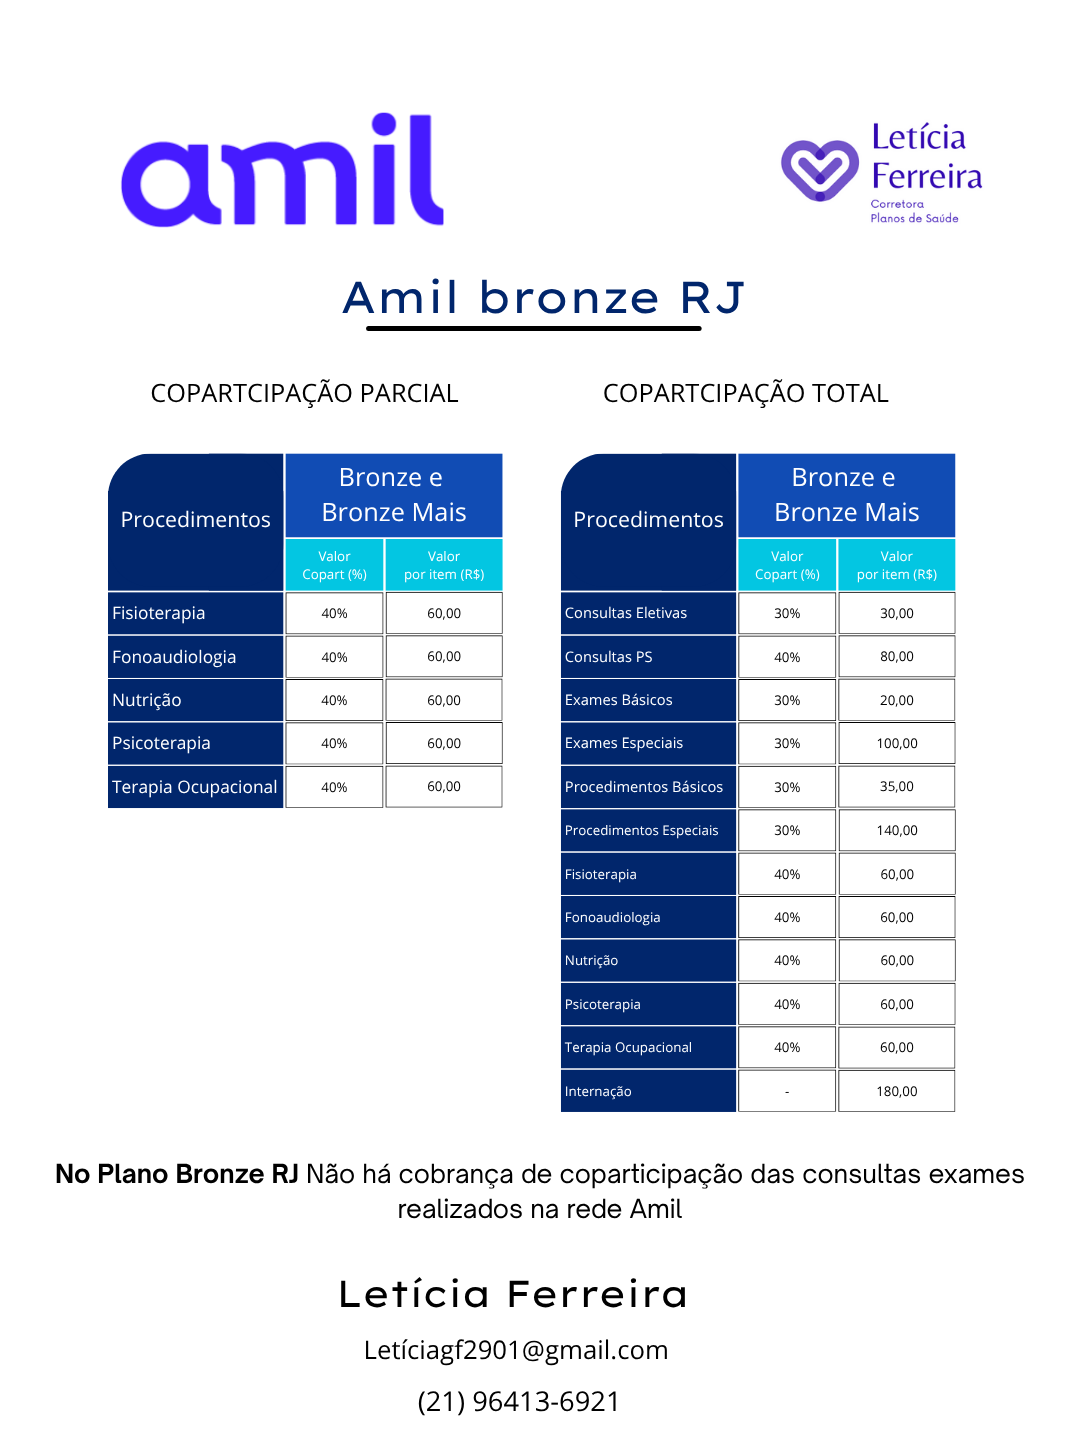 amil
Letícia
Ferreira
Corretora
Planos de Saúde
Amil bronze RJ
COPARTCIPAÇÃO PARCIAL
Procedimentos
Bronze e
Bronze Mais
Valor
Copart (%)
Valor
por item (R$)
Fisioterapia 40% 60,00
Fonoaudiologia 40% 60,00
Nutrição 40% 60,00
Psicoterapia 40% 60,00
Terapia Ocupacional 40% 60,00
COPARTCIPAÇÃO TOTAL
Procedimentos
Bronze e
Bronze Mais
Valor
Copart (%)
Valor
por item (R$)
Consultas Eletivas 30% 30,00
Consultas PS 40% 80,00
Exames Básicos 30% 20,00
Exames Especiais 30% 100,00
Procedimentos Básicos 30% 35,00
Procedimentos Especiais 30% 140,00
Fisioterapia 40% 60,00
Fonoaudiologia 40% 60,00
Nutrição 40% 60,00
Psicoterapia 40% 60,00
Terapia Ocupacional 40% 60,00
Internação - 180,00
No Plano Bronze RJ Não há cobrança de coparticipação das consultas exames
realizados na rede Amil
Letícia Ferreira
Letíciagf2901@gmail.com
(21) 96413-6921